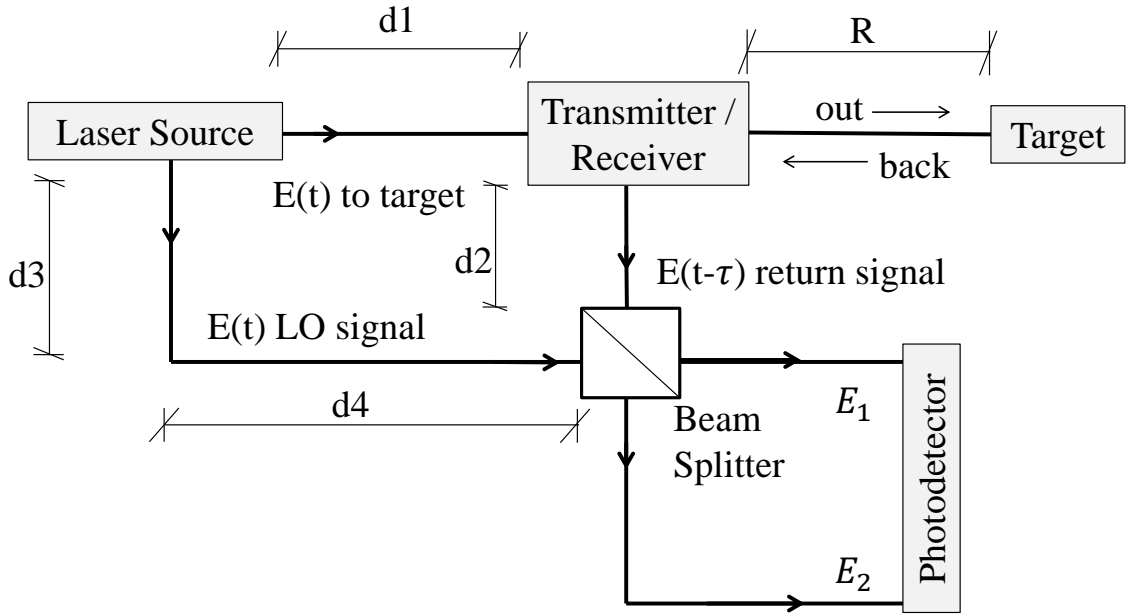 d1
R
Laser Source
Transmitter /
Receiver
out
back
Target
E(t) to target
d3
d2
E(t-τ) return signal
E(t) LO signal
d4
E₁
Beam
Splitter
E₂
Photodetector